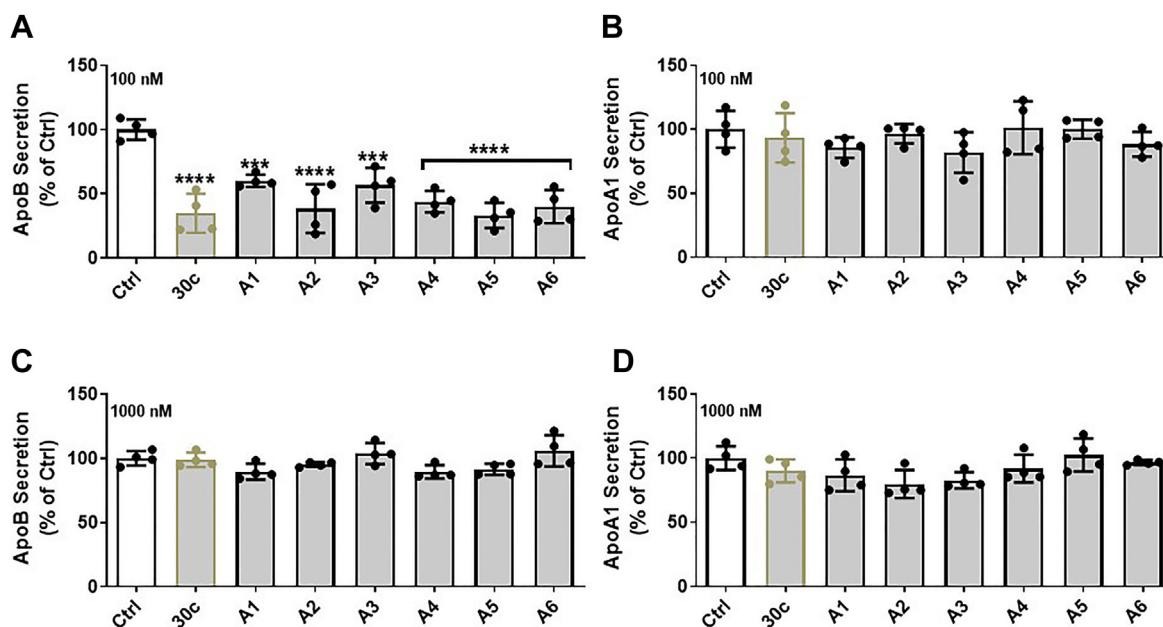 A
ApoB Secretion
(% of Ctrl)
150
100
50
0
100 nM
****
***
****
***
****
Ctrl
30c
A1
A2
A3
A4
A5
A6
B
ApoA1 Secretion
(% of Ctrl)
150
100
50
0
100 nM
Ctrl
30c
A1
A2
A3
A4
A5
A6
C
ApoB Secretion
(% of Ctrl)
150
100
50
0
1000 nM
Ctrl
30c
A1
A2
A3
A4
A5
A6
D
ApoA1 Secretion
(% of Ctrl)
150
100
50
0
1000 nM
Ctrl
30c
A1
A2
A3
A4
A5
A6